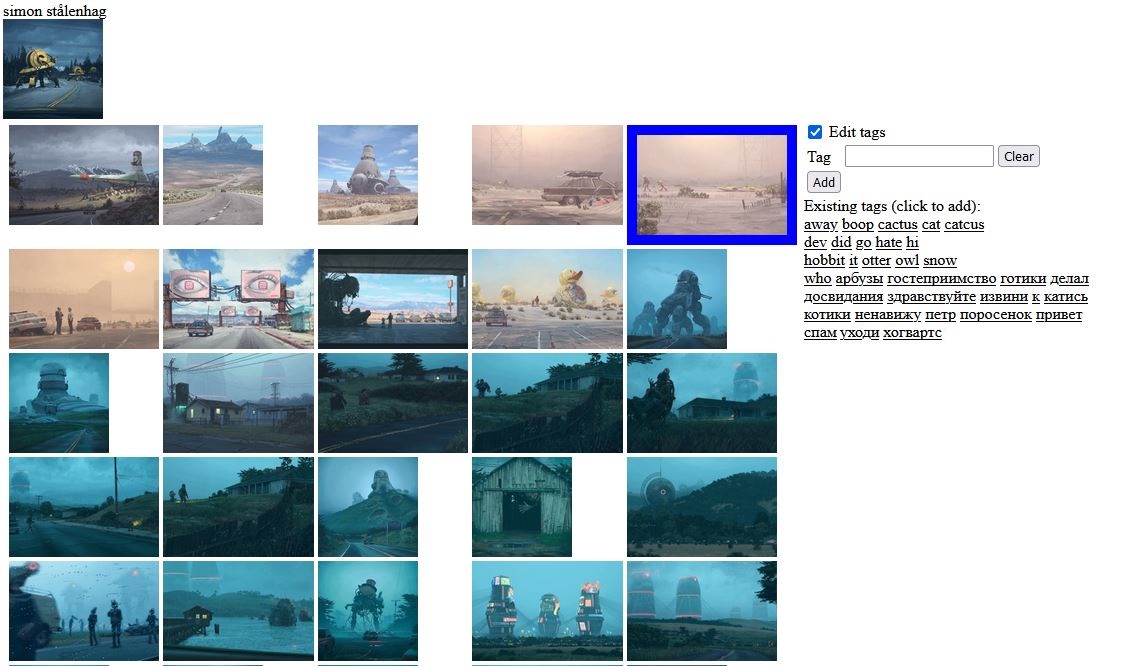 simon stålenhag
Edit tags
Tag
Clear
Add
Existing tags (click to add):
away boop cactus cat catcus
dev did go hate hi
hobbit it otter owl snow
who арбузы гостеприимство готики делал
досвидания здравствуйте извини к катись
котики ненавижу петр поросенок привет
спам уходи хогвартс